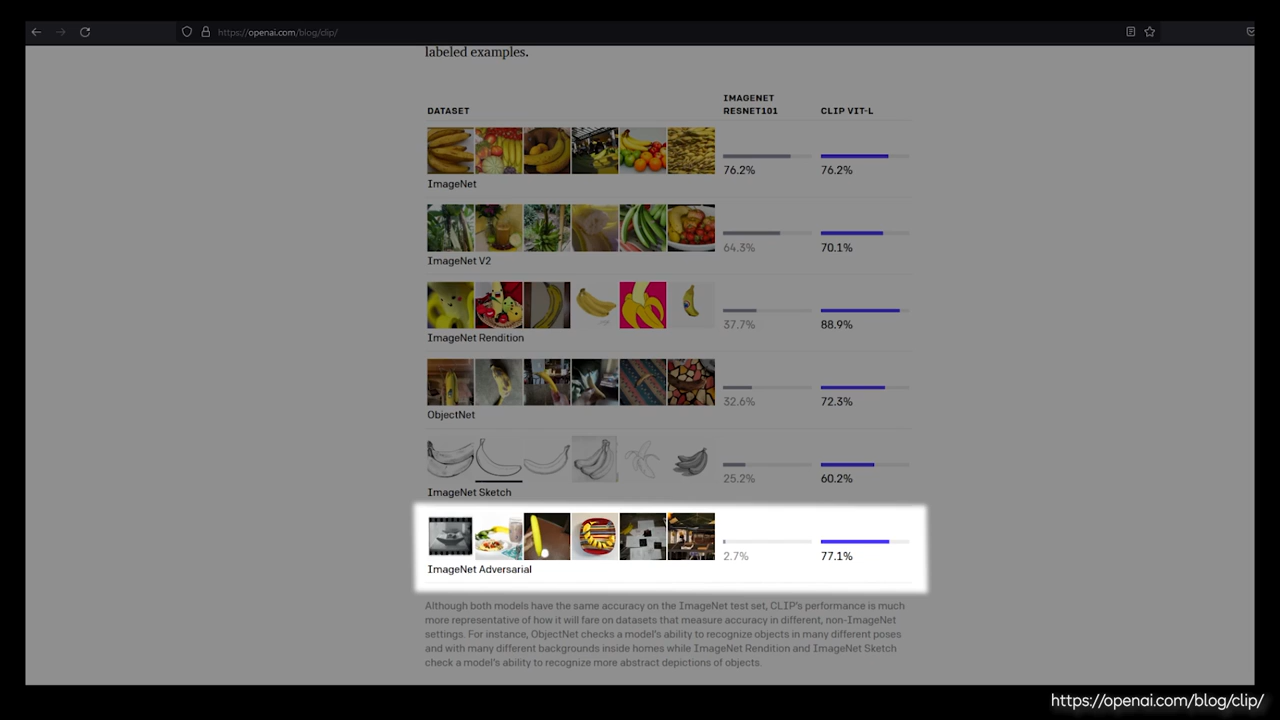 https://openai.com/blog/clip/
labeled examples.
DATASET
IMAGENET
RESNET101
CLIP VIT-L
76.2%
76.2%
ImageNet
64.3%
70.1%
ImageNet V2
37.7%
88.9%
ImageNet Rendition
32.6%
72.3%
ObjectNet
25.2%
60.2%
ImageNet Sketch
2.7%
77.1%
ImageNet Adversarial
Although both models have the same accuracy on the ImageNet test set, CLIP's performance is much
more representative of how it will fare on datasets that measure accuracy in different, non-ImageNet
settings. For instance, ObjectNet checks a model's ability to recognize objects in many different poses
and with many different backgrounds inside homes while ImageNet Rendition and ImageNet Sketch
check a model's ability to recognize more abstract depictions of objects.
https://openai.com/blog/clip/